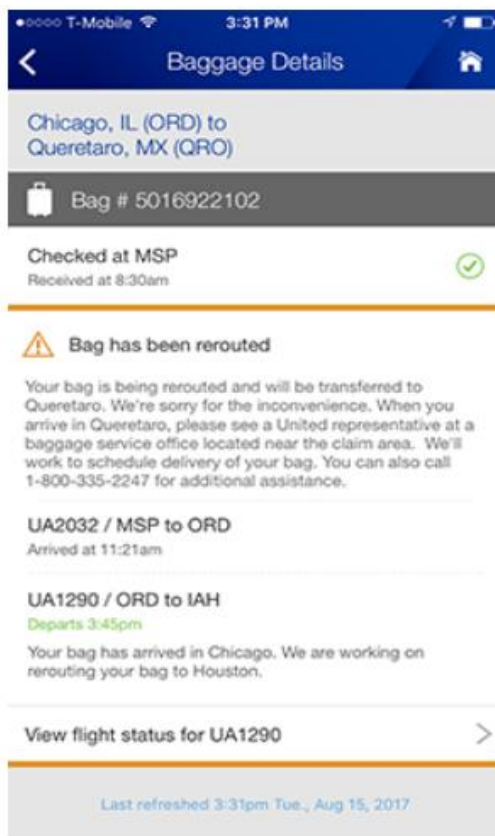 T-Mobile 3:31 PM
Baggage Details
Chicago, IL (ORD) to
Queretaro, MX (QRO)
Bag # 5016922102
Checked at MSP
Received at 8:30am
Bag has been rerouted
Your bag is being rerouted and will be transferred to
Queretaro. We're sorry for the inconvenience. When you
arrive in Queretaro, please see a United representative at a
baggage service office located near the claim area. We'll
work to schedule delivery of your bag. You can also call
1-800-335-2247 for additional assistance.
UA2032 / MSP to ORD
Arrived at 11:21am
UA1290 / ORD to IAH
Departs 3:45pm
Your bag has arrived in Chicago. We are working on
rerouting your bag to Houston.
View flight status for UA1290
Last refreshed 3:31pm Tue., Aug 15, 2017